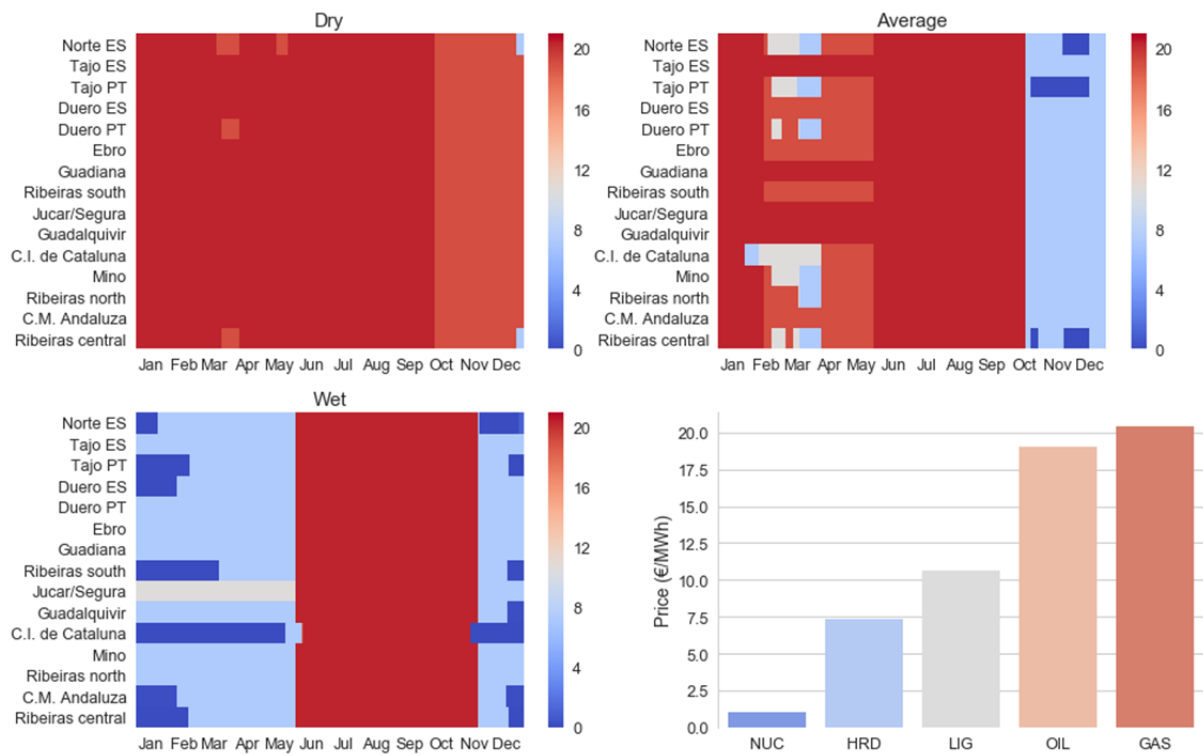 Dry
Norte ES
Tajo ES
Tajo PT
Duero ES
Duero PT
Ebro
Guadiana
Ribeiras south
Jucar/Segura
Guadalquivir
C.I. de Cataluna
Mino
Ribeiras north
C.M. Andaluza
Ribeiras central
Jan Feb Mar Apr May Jun Jul Aug Sep Oct Nov Dec
20
16
12
8
4
0
Average
Norte ES
Tajo ES
Tajo PT
Duero ES
Duero PT
Ebro
Guadiana
Ribeiras south
Jucar/Segura
Guadalquivir
C.I. de Cataluna
Mino
Ribeiras north
C.M. Andaluza
Ribeiras central
Jan Feb Mar Apr May Jun Jul Aug Sep Oct Nov Dec
20
16
12
8
4
0
Wet
Norte ES
Tajo ES
Tajo PT
Duero ES
Duero PT
Ebro
Guadiana
Ribeiras south
Jucar/Segura
Guadalquivir
C.I. de Cataluna
Mino
Ribeiras north
C.M. Andaluza
Ribeiras central
Jan Feb Mar Apr May Jun Jul Aug Sep Oct Nov Dec
20
16
12
8
4
0
Price (€/MWh)
20.0
17.5
15.0
12.5
10.0
7.5
5.0
2.5
0.0
NUC HRD LIG OIL GAS